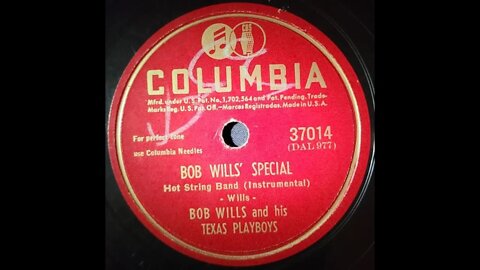 CBS
COLUMBIA
Mfrd. under U.S. Pat. No. 1,702,564 and Pat. Pending. Trade-
Marks Reg. U.S. Pat. Off.—Marcas Registradas. Made in U.S.A.
For perfect tone
use Columbia Needles
37014
(DAL 977)
BOB WILLS' SPECIAL
Hot String Band (Instrumental)
- Wills -
BOB WILLS and his
TEXAS PLAYBOYS